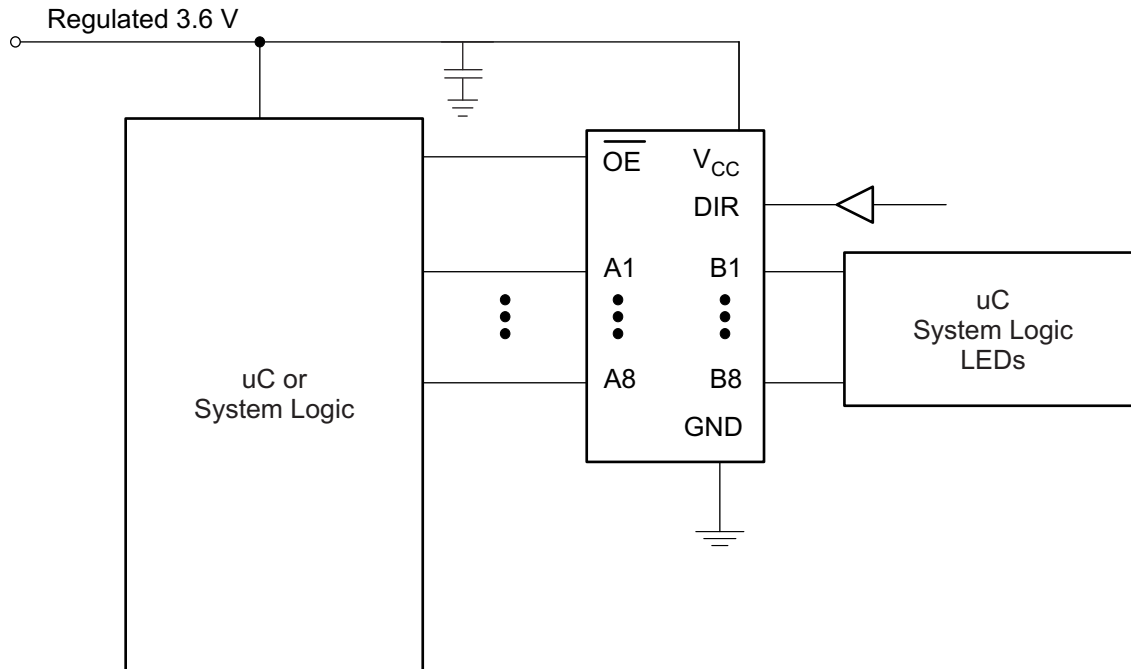 Regulated 3.6 V
OE
VCC
DIR
A1
B1
A8
B8
GND
uC or
System Logic
uC
System Logic
LEDs